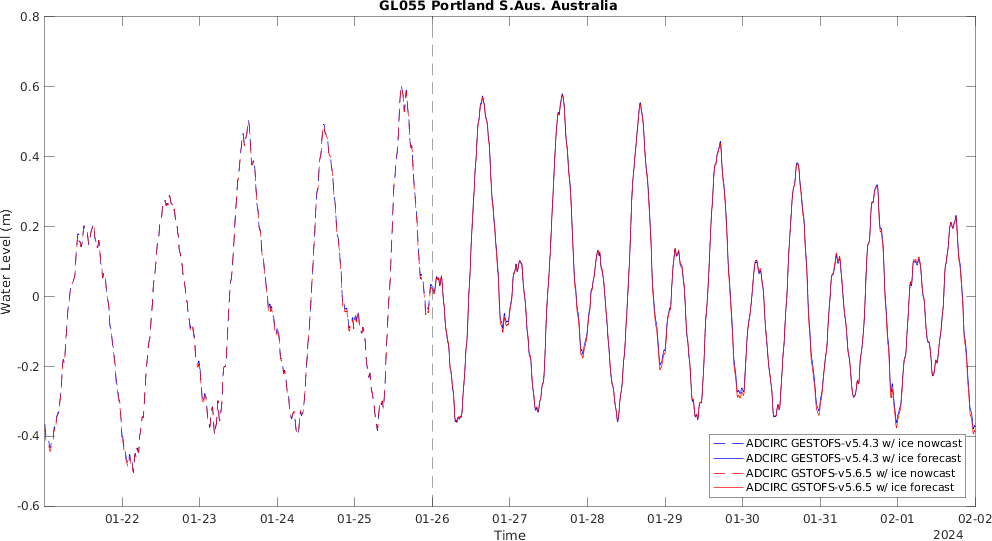 GL055 Portland S.Aus. Australia
0.8
0.6
0.4
0.2
0
-0.2
-0.4
-0.6
Water Level (m)
ADCIRC GESTOFS-v5.4.3 w/ ice nowcast
ADCIRC GESTOFS-v5.4.3 w/ ice forecast
ADCIRC GSTOFS-v5.6.5 w/ ice nowcast
ADCIRC GSTOFS-v5.6.5 w/ ice forecast
01-22 01-23 01-24 01-25 01-26 01-27 01-28 01-29 01-30 01-31 02-01 02-02
Time 2024